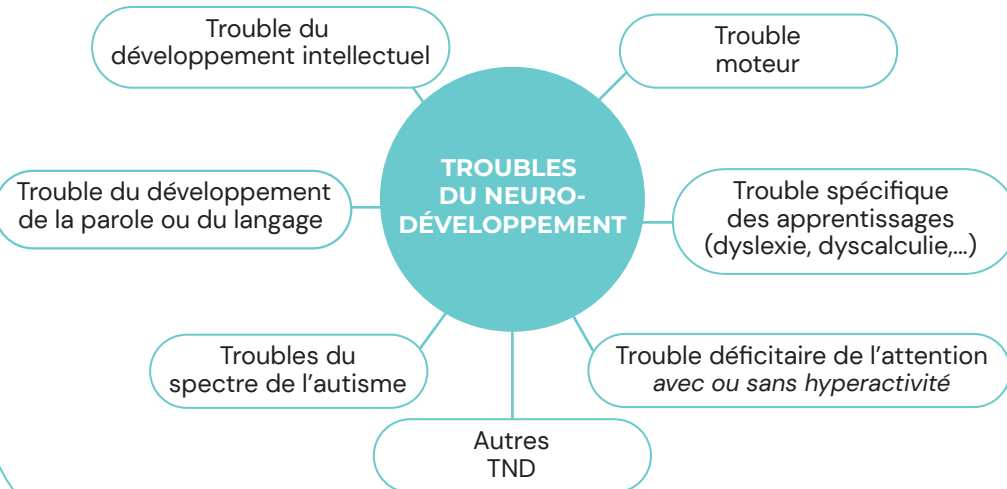 Trouble du
développement intellectuel
Trouble
moteur
TROUBLES
DU NEURO-
DÉVELOPPEMENT
Trouble du développement
de la parole ou du langage
Trouble spécifique
des apprentissages
(dyslexie, dyscalculie,...)
Troubles du
spectre de l'autisme
Trouble déficitaire de l'attention
avec ou sans hyperactivité
Autres
TND